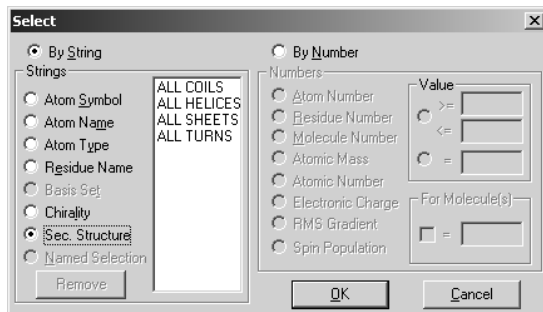 Select
By String
Strings
Atom Symbol
Atom Name
Atom Type
Residue Name
Basis Set
Chirality
Sec. Structure
Named Selection
Remove
ALL COILS
ALL HELICES
ALL SHEETS
ALL TURNS
By Number
Numbers
Atom Number
Residue Number
Molecule Number
Atomic Mass
Atomic Number
Electronic Charge
RMS Gradient
Spin Population
Value
>=
<=
=
For Molecule(s)
=
OK
Cancel